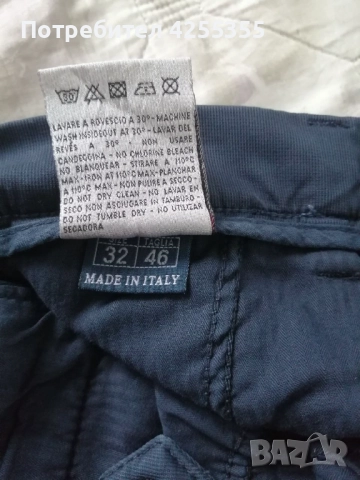 Потребител 4255355
LAVARE A ROVESCIO A 30°-MACHINE
WASH INSIDEOUT AT 30°- LAVAR DEL
REVÉS A 30° - NON USARE
CANDEGGINA - NO CHLORINE BLEACH
NO BLANQUEAR - STIRARE A 110°C
MAX-IRON AT 110°C MAX-PLANCHAR
A 110°C MAX - NON PULIRE A SECCO-
DO NOT DRY CLEAN - NO LAVAR EN
SECO NON ASCIUGARE IN TAMBURO-
DO NOT TUMBLE DRY - NO UTILIZAR
SECADORA
SIZE TAGLIA
32 46
MADE IN ITALY
BAZAR
bg